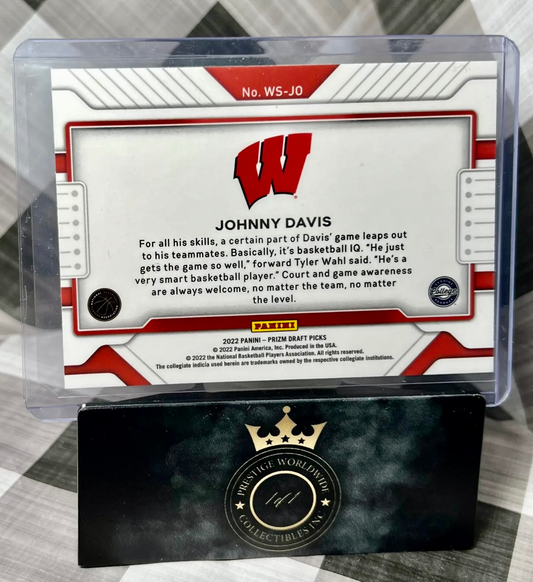 No. WS-JO
W
JOHNNY DAVIS
For all his skills, a certain part of Davis' game leaps out
to his teammates. Basically, it's basketball IQ. "He just
gets the game so well," forward Tyler Wahl said. "He's a
very smart basketball player." Court and game awareness
are always welcome, no matter the team, no matter
the level.
College
PANINI
2022 PANINI – PRIZM DRAFT PICKS
© 2022 Panini America, Inc. Produced in the USA.
© 2022 the National Basketball Players Association. All rights reserved.
The collegiate indicia used herein are trademarks owned by the respective collegiate institutions.
PRESTIGE WORLDWIDE
1of1
COLLECTIBLES INC